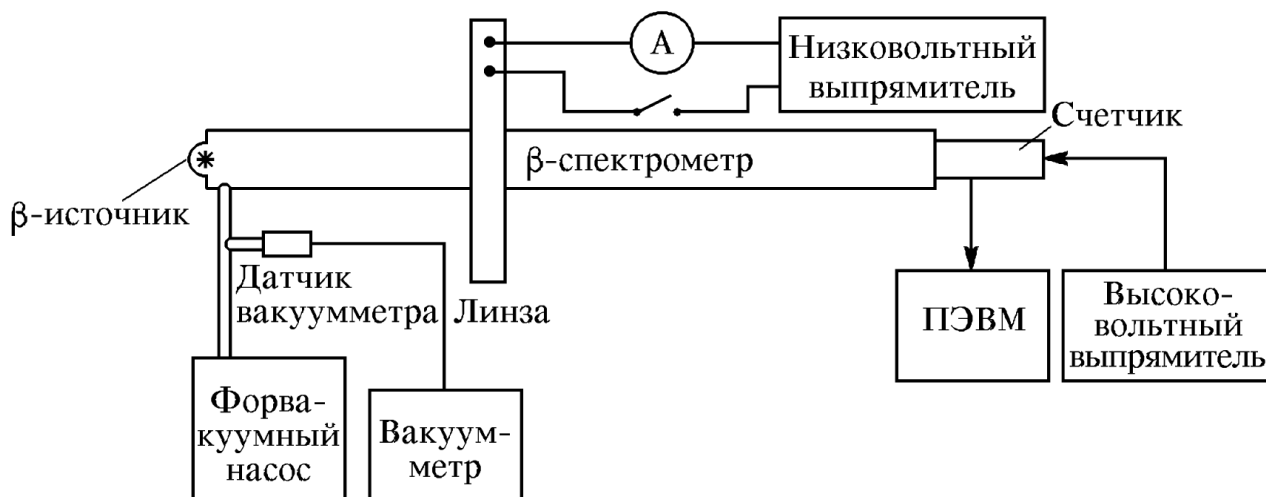 А
Низковольтный
выпрямитель
Счетчик
β-спектрометр
β-источник
Датчик
вакуумметра
Линза
ПЭВМ
Высоко-
вольтный
выпрямитель
Форва-
куумный
насос
Вакуум-
метр